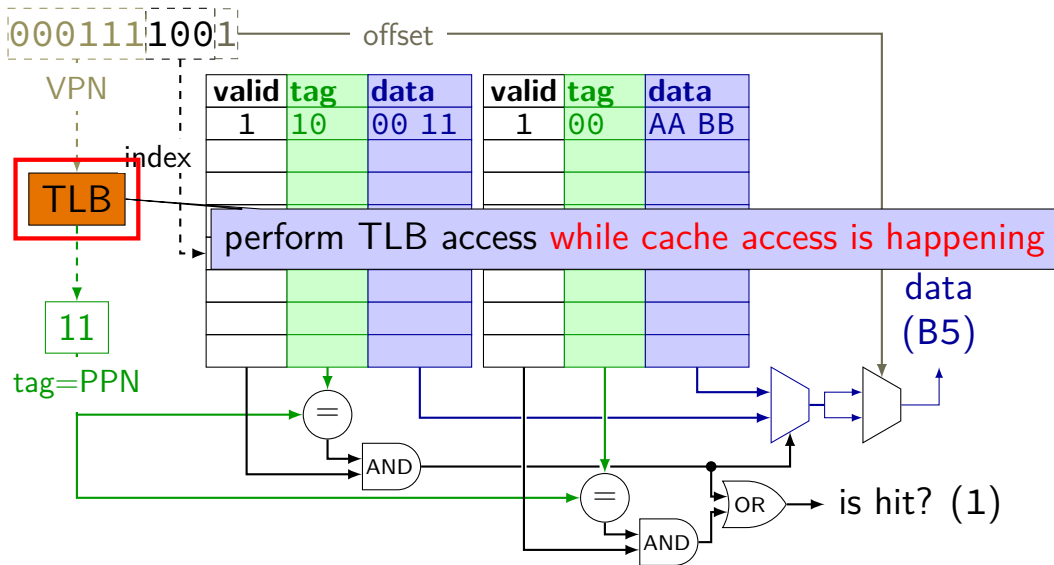 0001111001
offset
VPN
valid tag data
1 10 00 11
valid tag data
1 00 AA BB
index
TLB
perform TLB access while cache access is happening
11
tag=PPN
data
(B5)
=
AND
=
AND
OR
is hit? (1)